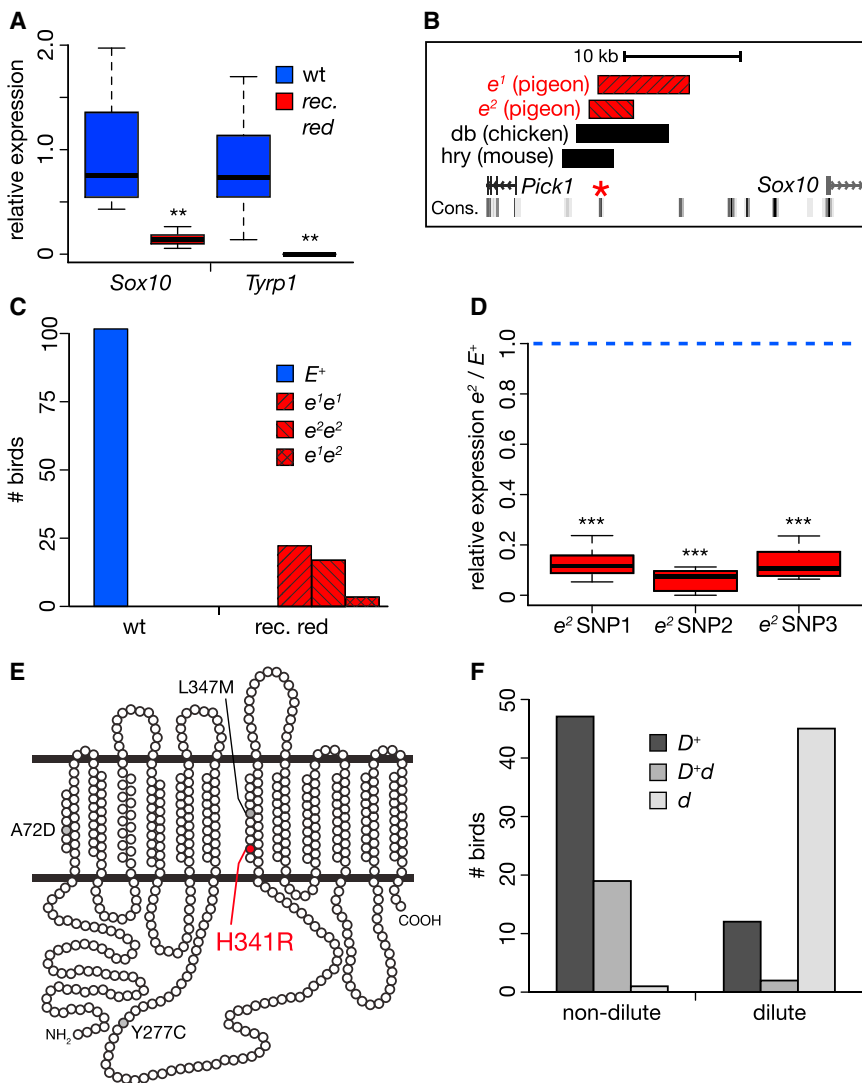 A
relative expression
2.0
1.0
0
wt
rec.
red
**
**
Sox10
Tyrp1
B
10 kb
e¹ (pigeon)
e² (pigeon)
db (chicken)
hry (mouse)
Pick1
*
Sox10
Cons.
C
# birds
100
75
50
25
0
E⁺
e¹e¹
e²e²
e¹e²
wt
rec. red
D
relative expression e² / E⁺
1.0
0.8
0.6
0.4
0.2
0
***
***
***
e² SNP1
e² SNP2
e² SNP3
E
L347M
A72D
H341R
COOH
NH₂
Y277C
F
# birds
50
40
30
20
10
0
D⁺
D⁺d
d
non-dilute
dilute